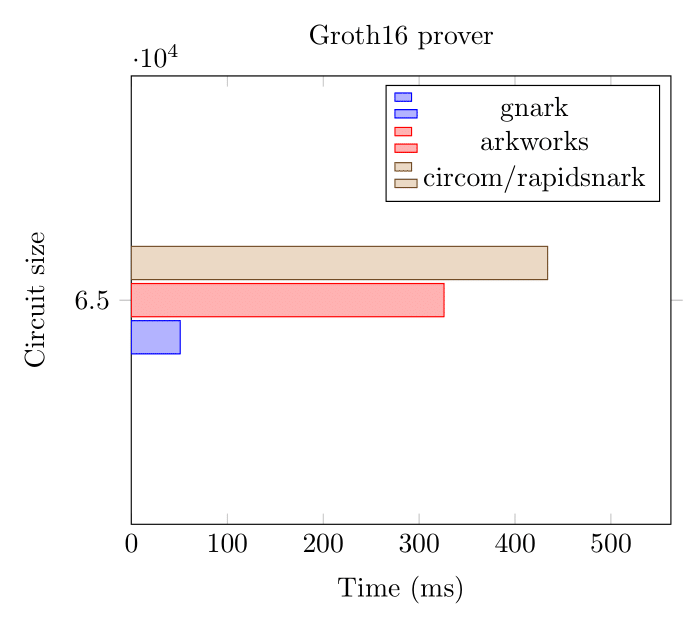 Groth16 prover
·10⁴
gnark
arkworks
circom/rapidsnark
Circuit size
6.5
0 100 200 300 400 500
Time (ms)